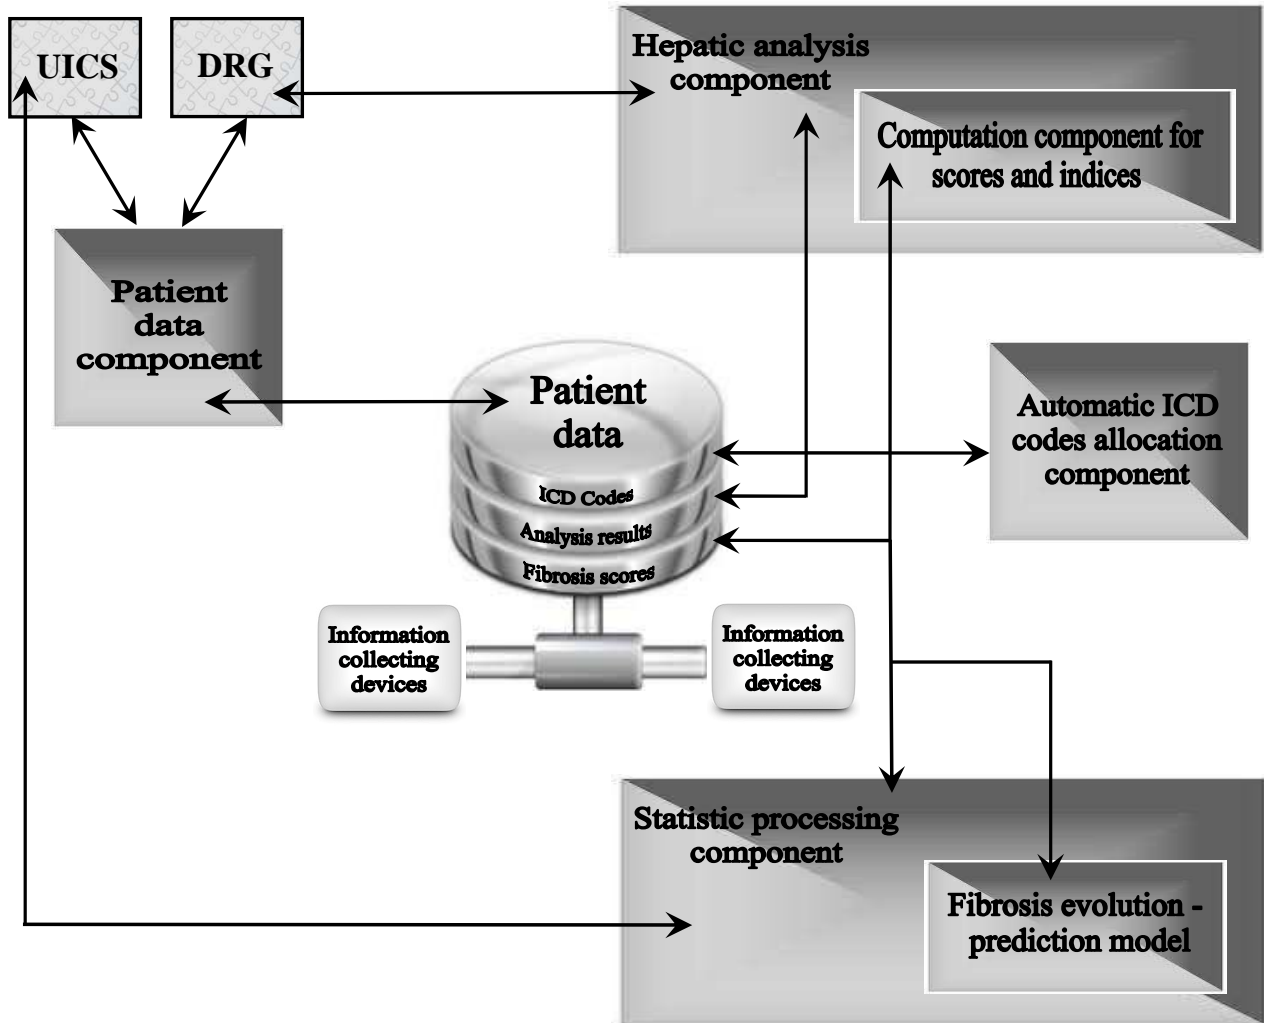 UICS
DRG
Hepatic analysis
component
Computation component for
scores and indices
Patient
data
component
Patient
data
ICD Codes
Analysis results
Fibrosis scores
Automatic ICD
codes allocation
component
Information
collecting
devices
Information
collecting
devices
Statistic processing
component
Fibrosis evolution -
prediction model